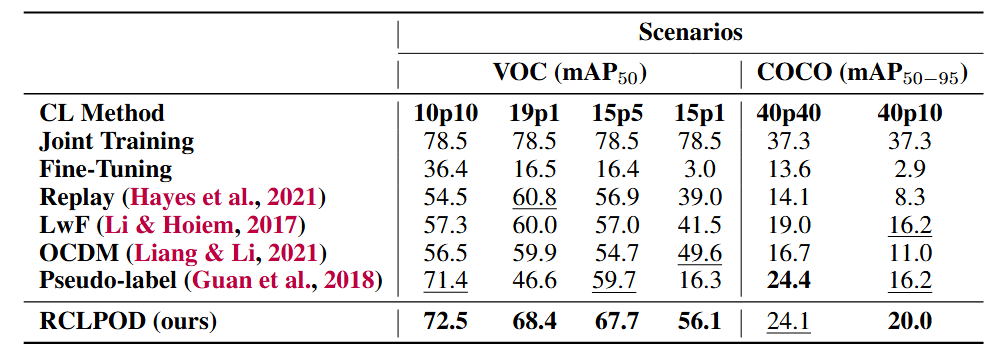 Scenarios
VOC (mAP50) COCO (mAP50−95)
CL Method 10p10 19p1 15p5 15p1 40p40 40p10
Joint Training 78.5 78.5 78.5 78.5 37.3 37.3
Fine-Tuning 36.4 16.5 16.4 3.0 13.6 2.9
Replay (Hayes et al., 2021) 54.5 60.8 56.9 39.0 14.1 8.3
LwF (Li & Hoiem, 2017) 57.3 60.0 57.0 41.5 19.0 16.2
OCDM (Liang & Li, 2021) 56.5 59.9 54.7 49.6 16.7 11.0
Pseudo-label (Guan et al., 2018) 71.4 46.6 59.7 16.3 24.4 16.2
RCLPOD (ours) 72.5 68.4 67.7 56.1 24.1 20.0